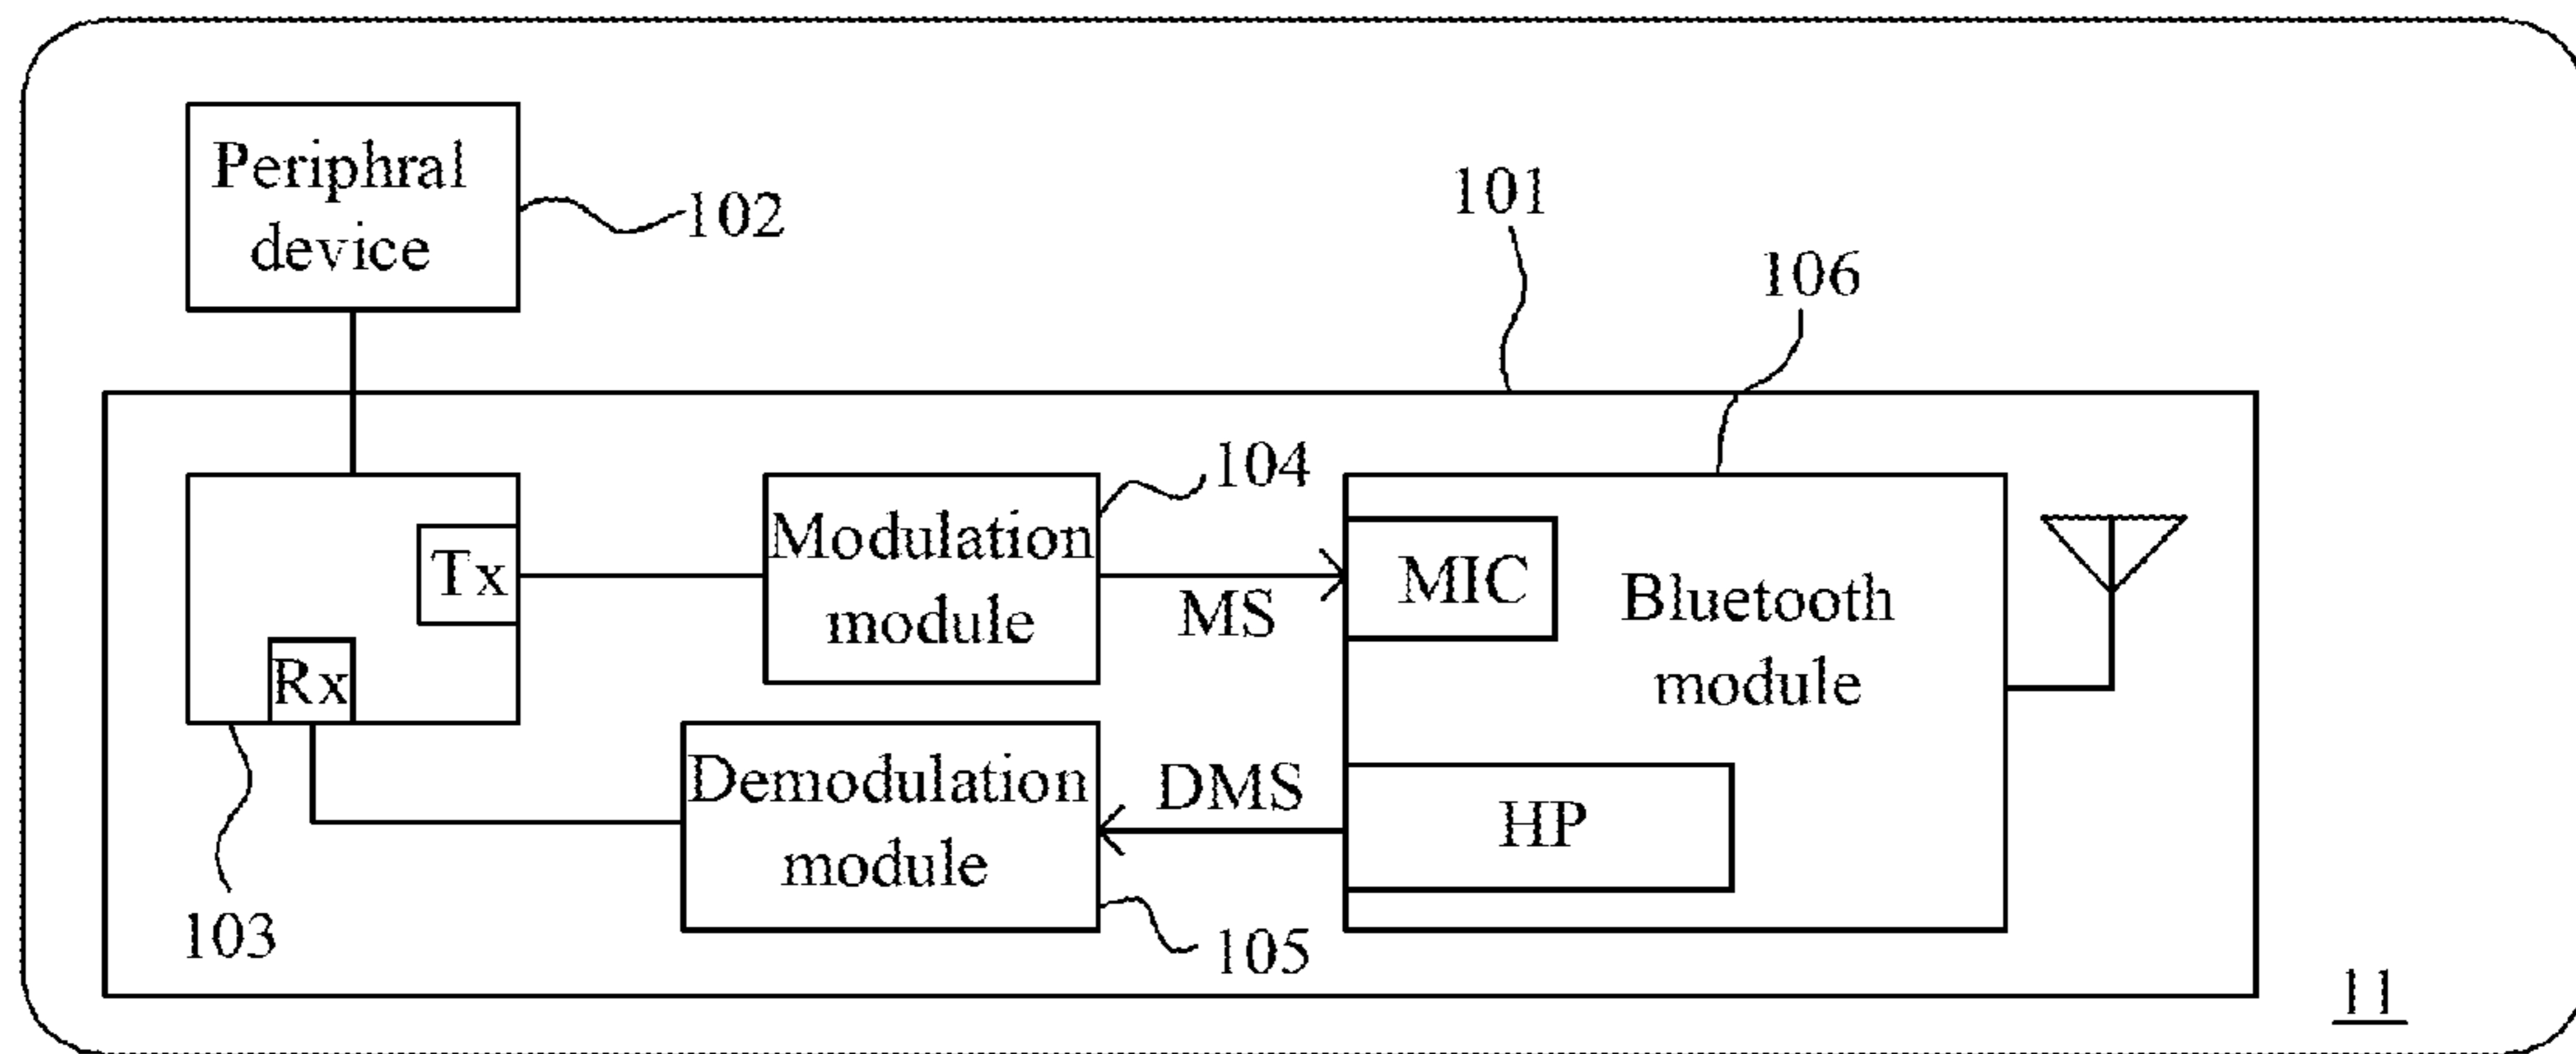 Periphral
device
102
101
106
104
Modulation
module
Tx
MS
MIC
Bluetooth
module
Rx
Demodulation
module
DMS
HP
103
105
11